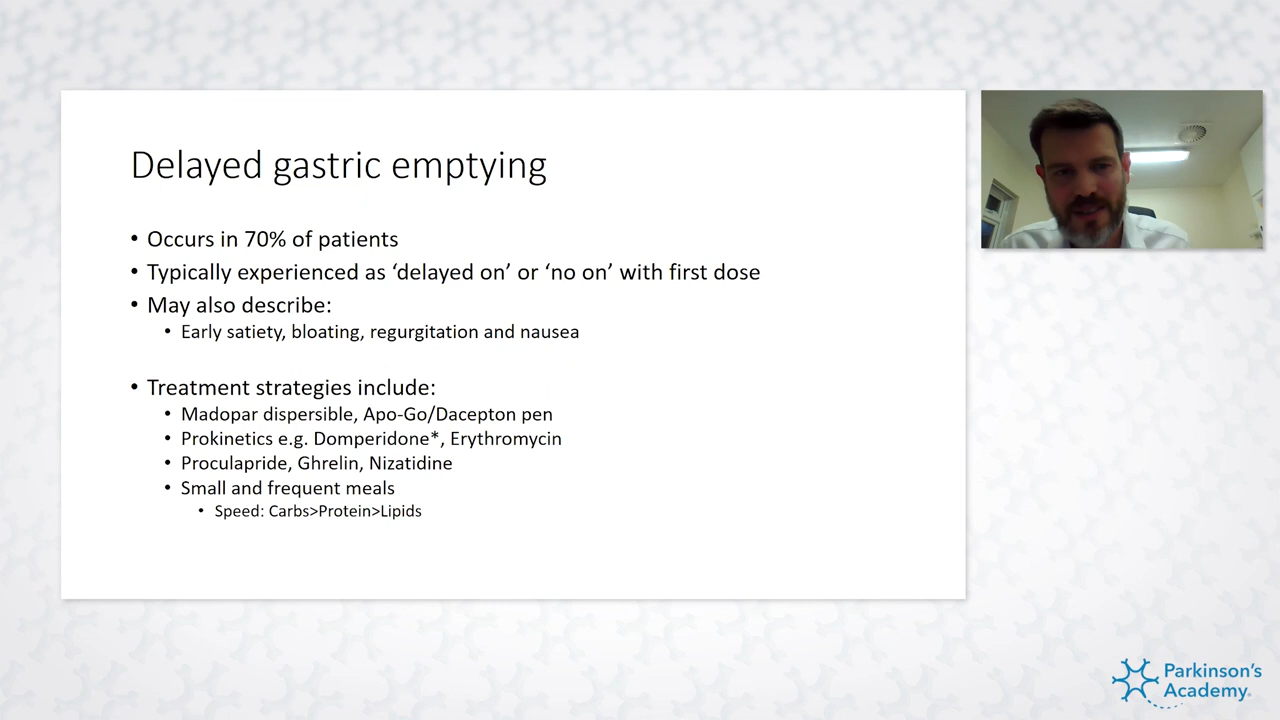 Delayed gastric emptying
• Occurs in 70% of patients
• Typically experienced as ‘delayed on’ or ‘no on’ with first dose
• May also describe:
• Early satiety, bloating, regurgitation and nausea
• Treatment strategies include:
• Madopar dispersible, Apo-Go/Dacepton pen
• Prokinetics e.g. Domperidone*, Erythromycin
• Proculapride, Ghrelin, Nizatidine
• Small and frequent meals
• Speed: Carbs>Protein>Lipids
Parkinson’s
Academy